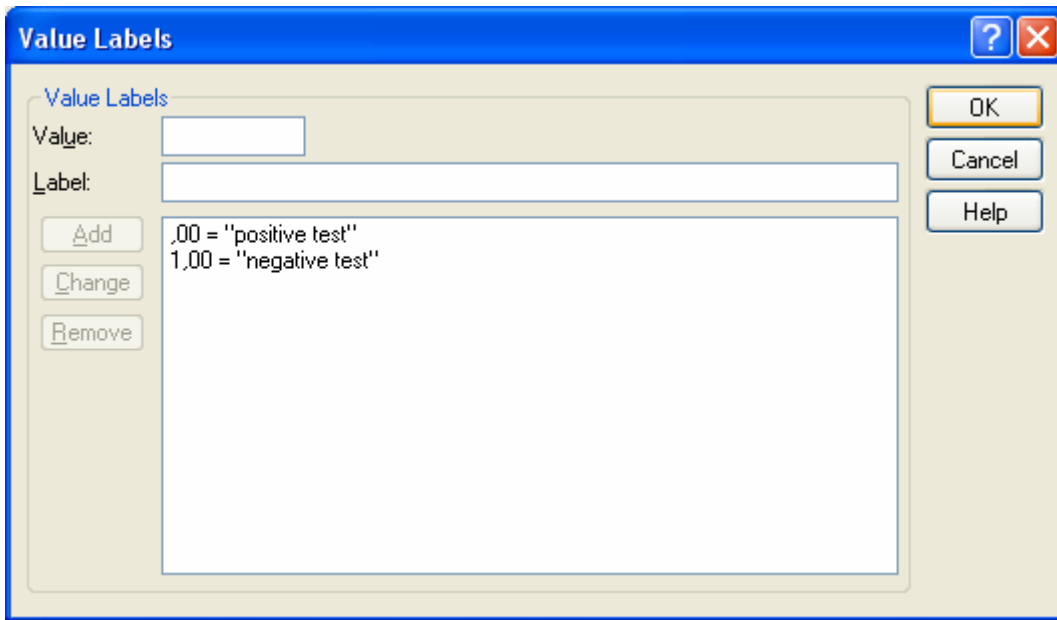 Value Labels
?
Value Labels
Value:
Label:
Add
Change
Remove
,00 = "positive test"
1,00 = "negative test"
OK
Cancel
Help